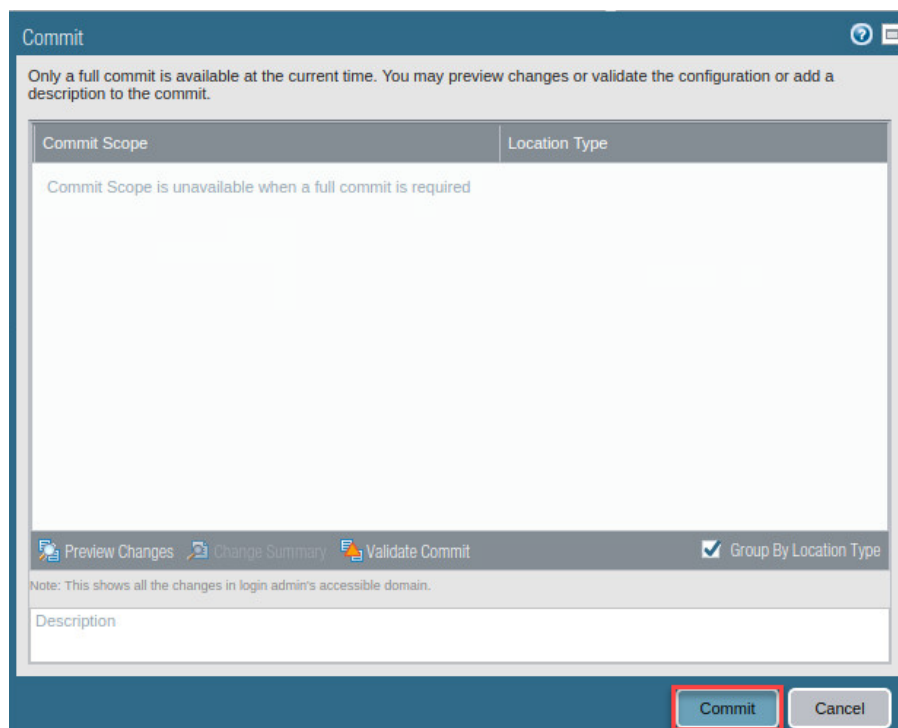 Commit
Only a full commit is available at the current time. You may preview changes or validate the configuration or add a
description to the commit.
Commit Scope Location Type
Commit Scope is unavailable when a full commit is required
Preview Changes Change Summary Validate Commit Group By Location Type
Note: This shows all the changes in login admin's accessible domain.
Description
Commit Cancel